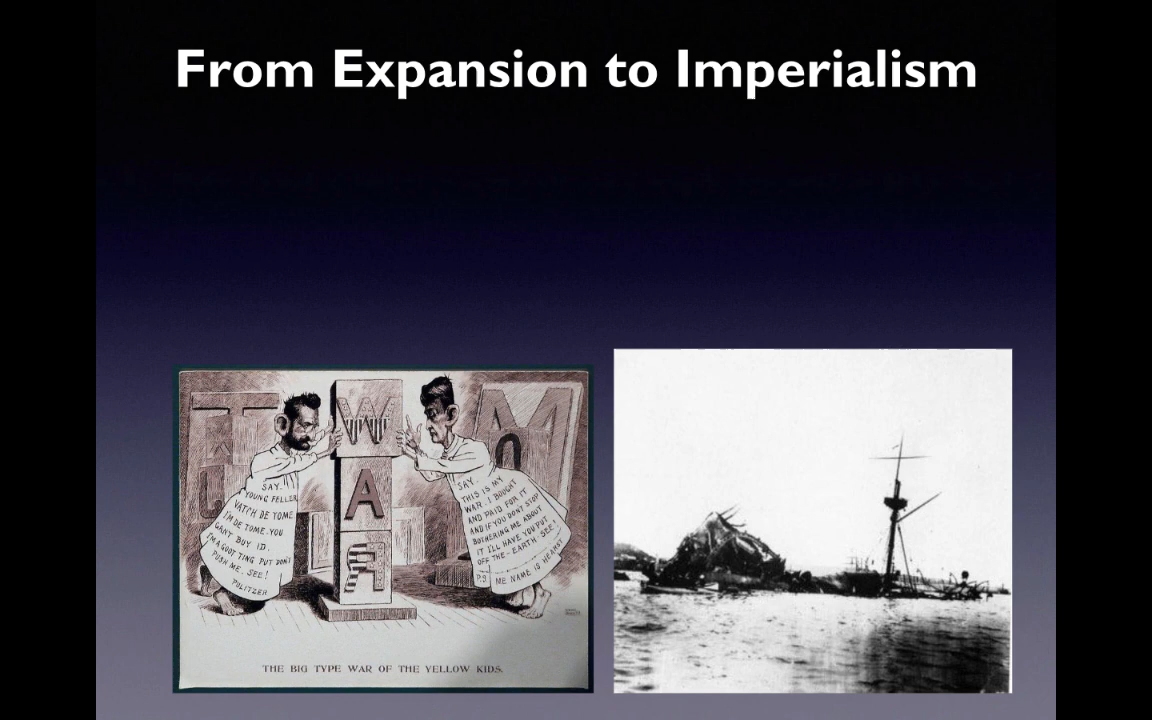 From Expansion to Imperialism
W
A
R
SAY.
YOUNG FELLER
VATCH DE TOME
I'M DE TOME. YOU
CAN'T BUY ID.
I'M A GOOT TING PUT DON'T
PUSH ME. SEE!
PULITZER
SAY.
THIS IS MY
WAR. I BOUGHT
AND PAID FOR IT
AND IF YOU DON'T STOP
BOTHERING ME ABOUT
IT I'LL HAVE YOU PUT
OFF THE-EARTH. SEE!
P.S. ME NAME IS HEARST
THE BIG TYPE WAR OF THE YELLOW KIDS.